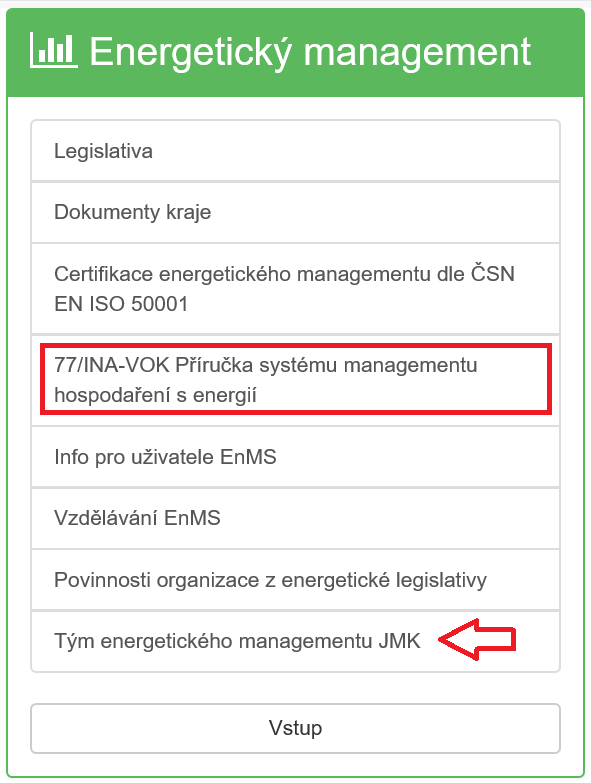 Energetický management
Legislativa
Dokumenty kraje
Certifikace energetického managementu dle ČSN
EN ISO 50001
77/INA-VOK Příručka systému managementu
hospodaření s energií
Info pro uživatele EnMS
Vzdělávání EnMS
Povinnosti organizace z energetické legislativy
Tým energetického managementu JMK
Vstup